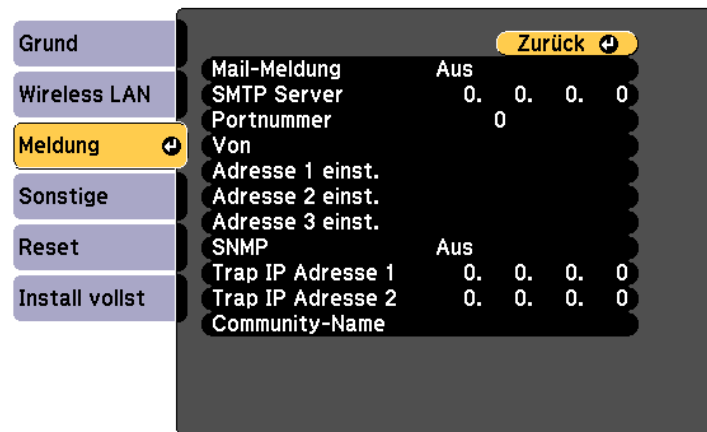 Grund
Wireless LAN
Meldung
Sonstige
Reset
Install vollst
Zurück
Mail-Meldung Aus
SMTP Server 0. 0. 0. 0
Portnummer 0
Von
Adresse 1 einst.
Adresse 2 einst.
Adresse 3 einst.
SNMP Aus
Trap IP Adresse 1 0. 0. 0. 0
Trap IP Adresse 2 0. 0. 0. 0
Community-Name